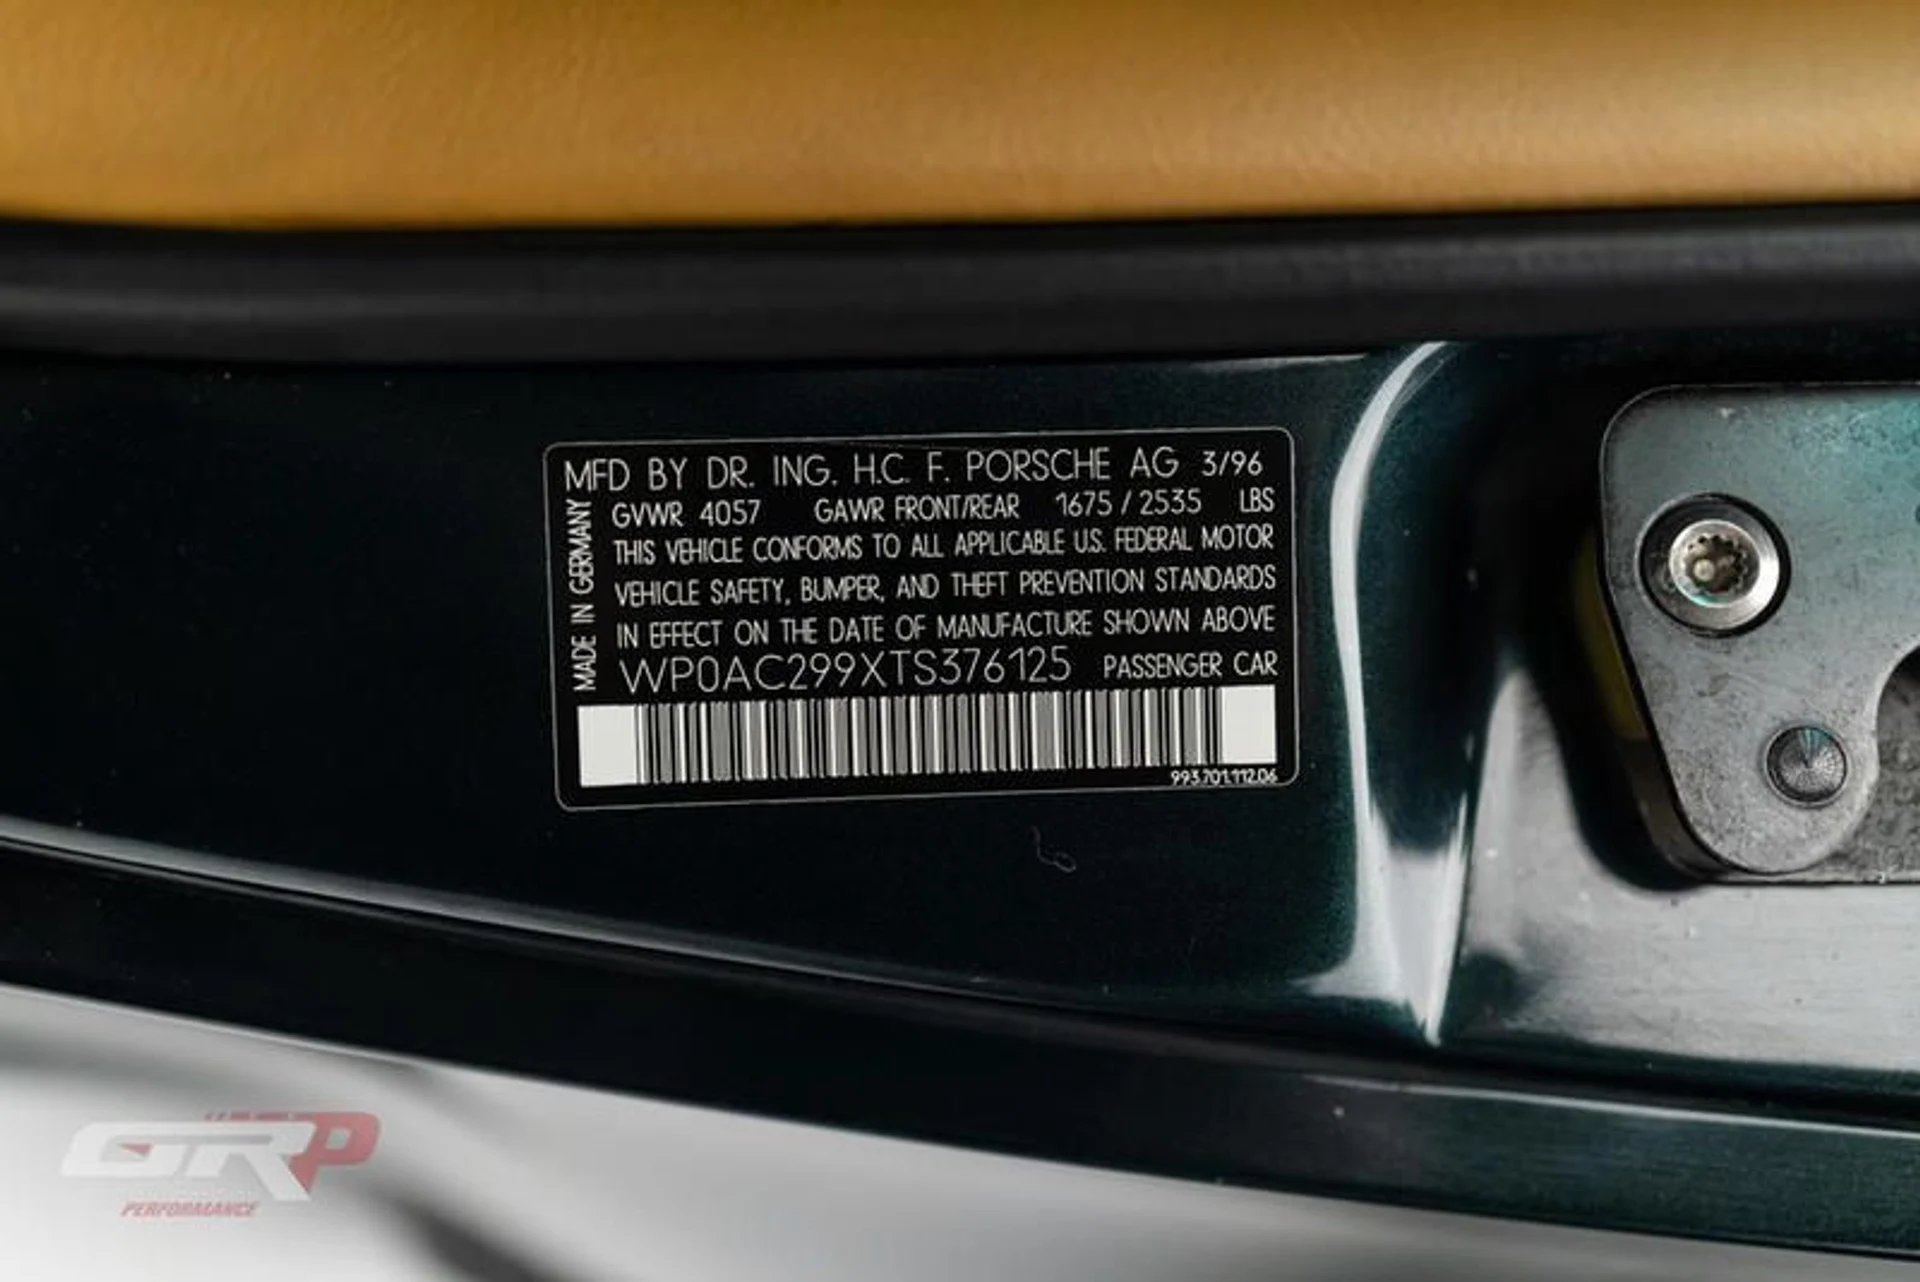 MFD BY DR. ING. H.C. F. PORSCHE AG 3/96
GVWR 4057 GAWR FRONT/REAR 1675 / 2535 LBS
THIS VEHICLE CONFORMS TO ALL APPLICABLE U.S. FEDERAL MOTOR
VEHICLE SAFETY, BUMPER, AND THEFT PREVENTION STANDARDS
IN EFFECT ON THE DATE OF MANUFACTURE SHOWN ABOVE
WP0AC299XTS376125 PASSENGER CAR
993.701.112.06
MADE IN GERMANY
GRP
PERFORMANCE